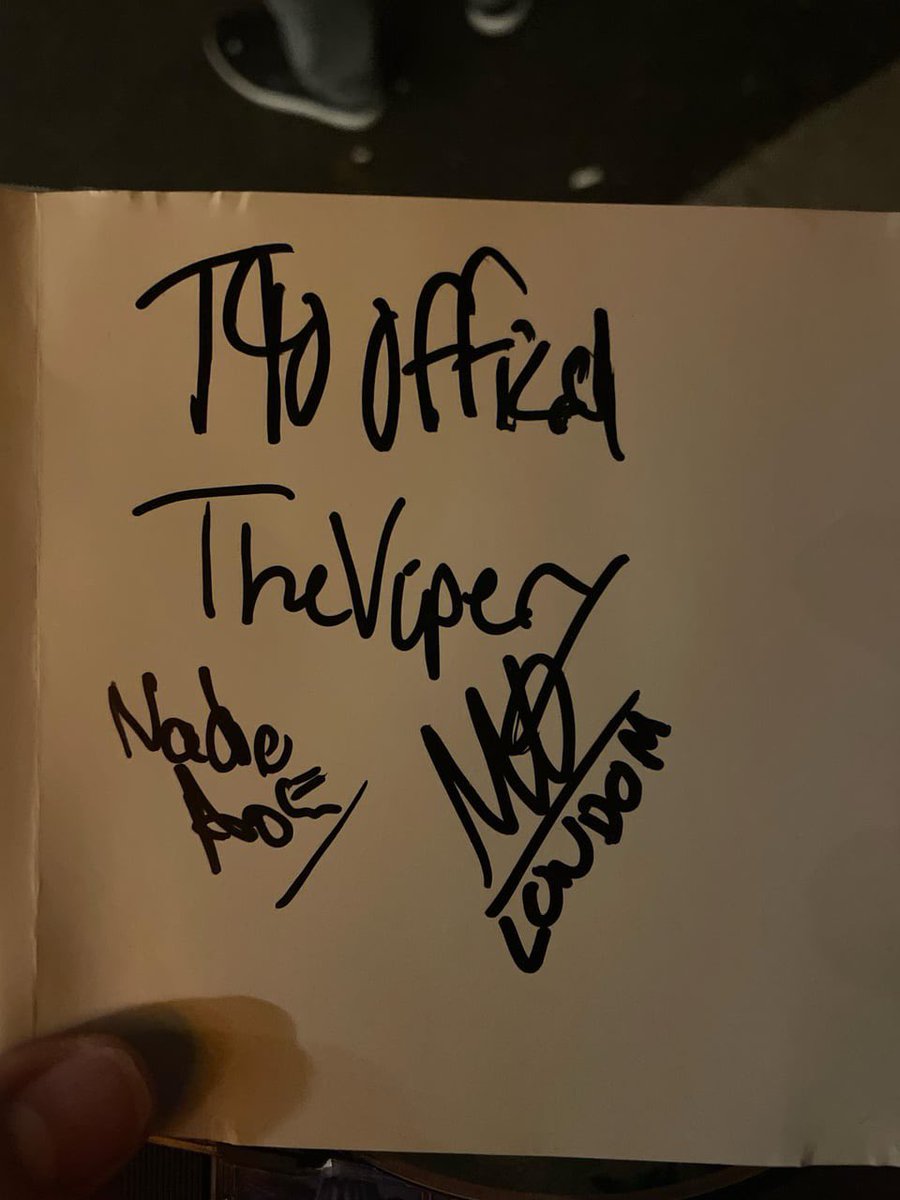 T90 Official
TheViper
Nade
LONDON